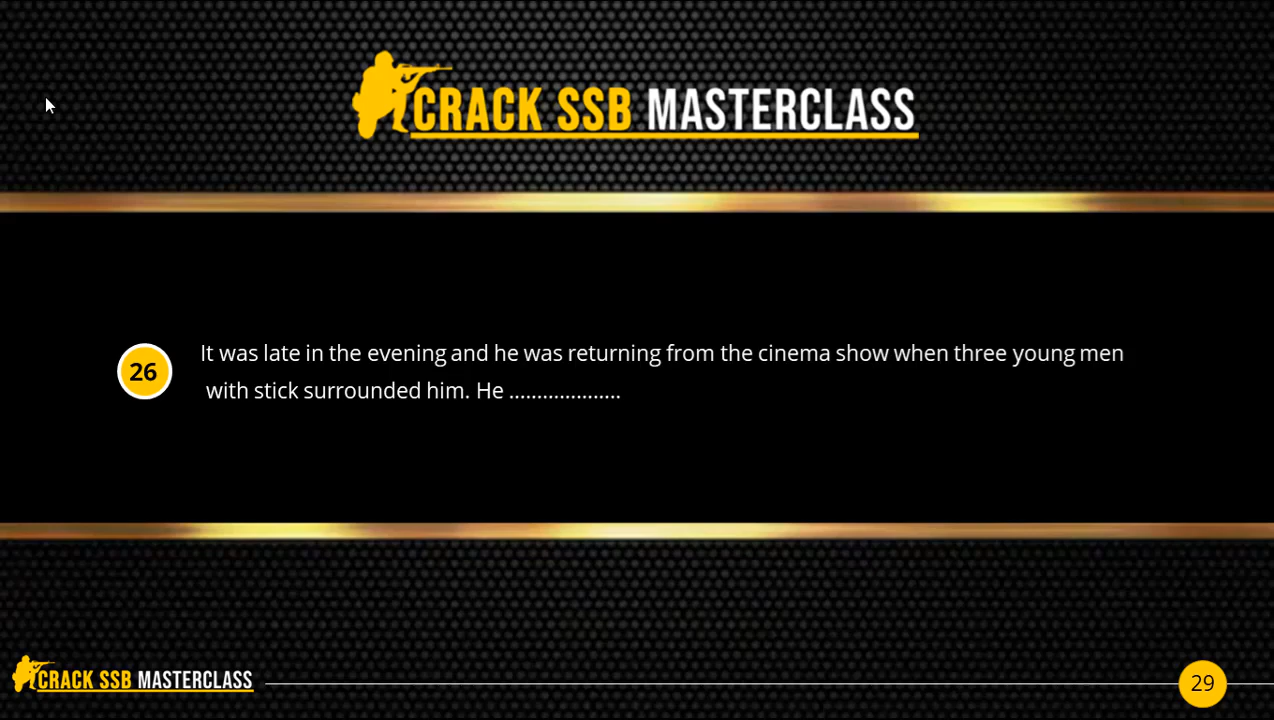 CRACK SSB MASTERCLASS
26
It was late in the evening and he was returning from the cinema show when three young men
with stick surrounded him. He ....................
CRACK SSB MASTERCLASS
29